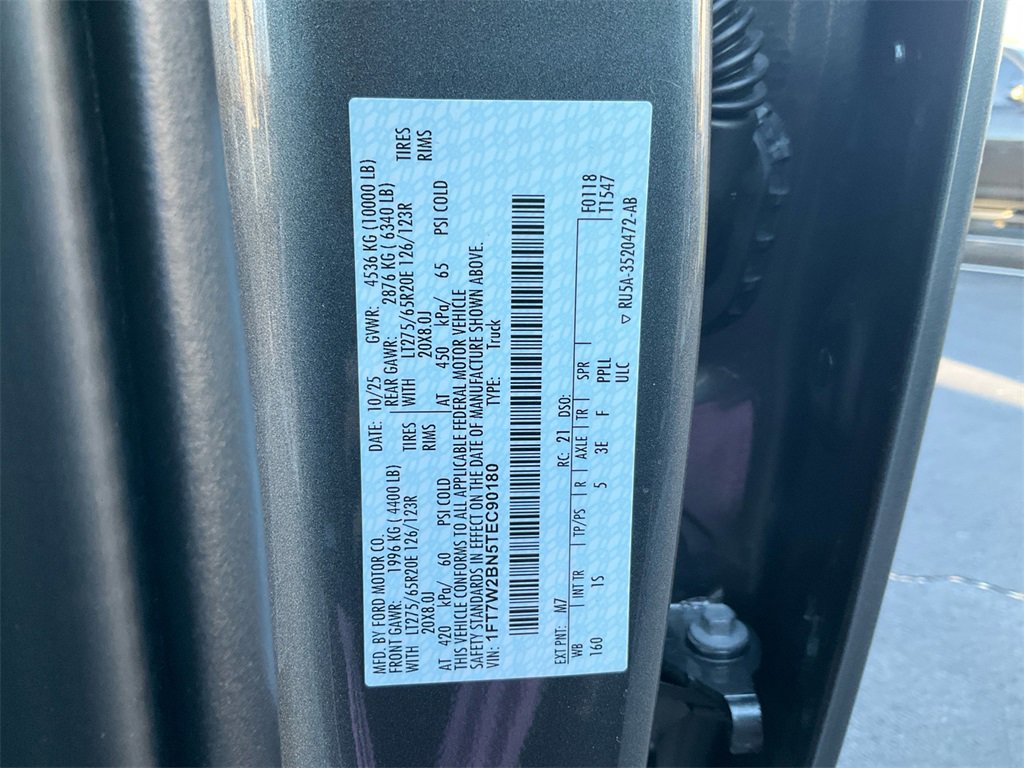 MFD. BY FORD MOTOR CO. DATE: 10/25 GVWR: 4536 KG (10000 LB)
FRONT GAWR: 1996 KG ( 4400 LB) REAR GAWR: 2876 KG ( 6340 LB)
WITH LT275/65R20E 126/123R TIRES WITH LT275/65R20E 126/123R TIRES
20X8.0J RIMS 20X8.0J RIMS
AT 420 kPa/ 60 PSI COLD AT 450 kPa/ 65 PSI COLD
THIS VEHICLE CONFORMS TO ALL APPLICABLE FEDERAL MOTOR VEHICLE
SAFETY STANDARDS IN EFFECT ON THE DATE OF MANUFACTURE SHOWN ABOVE.
VIN: 1FT7W2BN5TEC90180 TYPE: Truck
EXT PNT: M7 RC: 21 DSO: F0118
WB INT TR TP/PS R AXLE TR SPR T1547
160 1S 5 3E F PPLL
ULC
▽ RU5A-3520472-AB